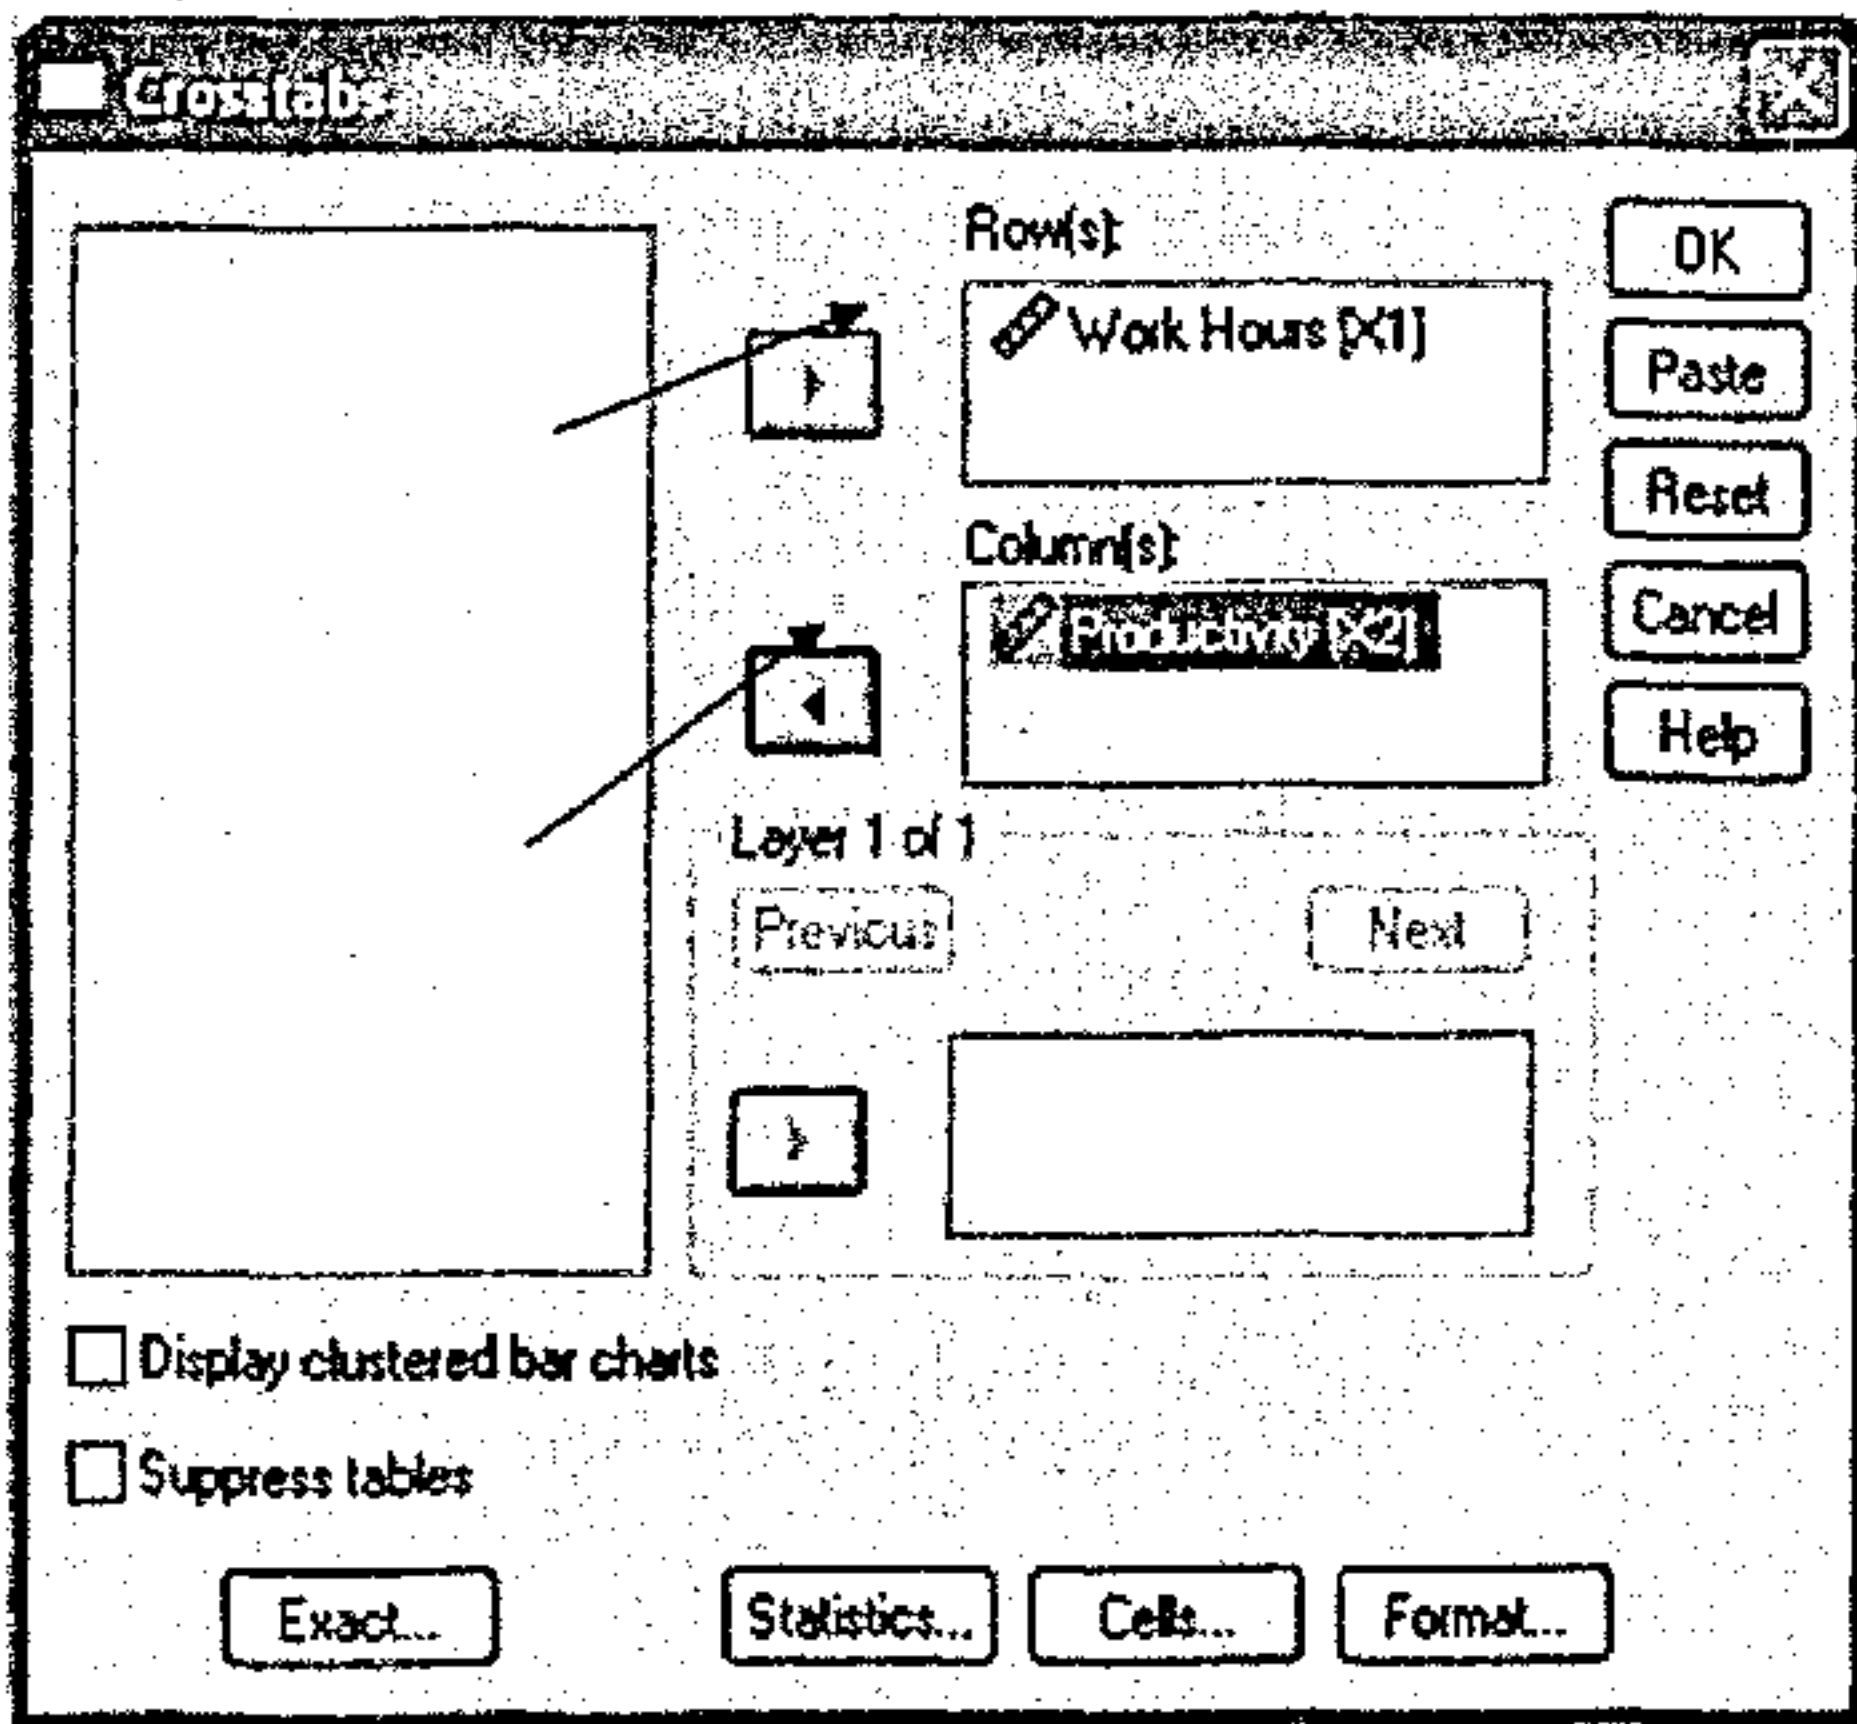 Crosstabs
Row(s):
OK
Work Hours [X1]
Paste
Reset
Column(s):
Productivity [X2]
Cancel
Help
Layer 1 of 1
Previous
Next
Display clustered bar charts
Suppress tables
Exact...
Statistics...
Cells...
Format...